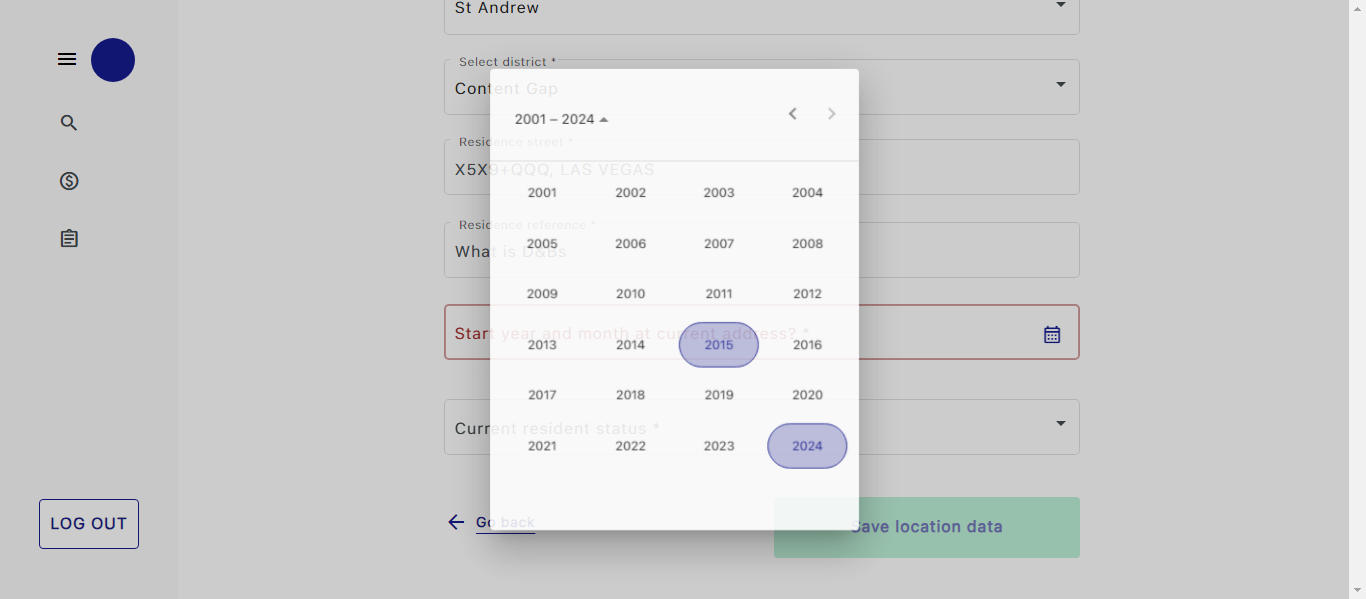 St Andrew
Select district *
Content Gap
2001 – 2024
Residence street *
X5X9+QQQ, LAS VEGAS
2001 2002 2003 2004
Residence reference *
2005 2006 2007 2008
What is D&Bs
2009 2010 2011 2012
Start year and month at current address? *
2013 2014 2015 2016
2017 2018 2019 2020
Current resident status *
2021 2022 2023 2024
LOG OUT
Go back
Save location data